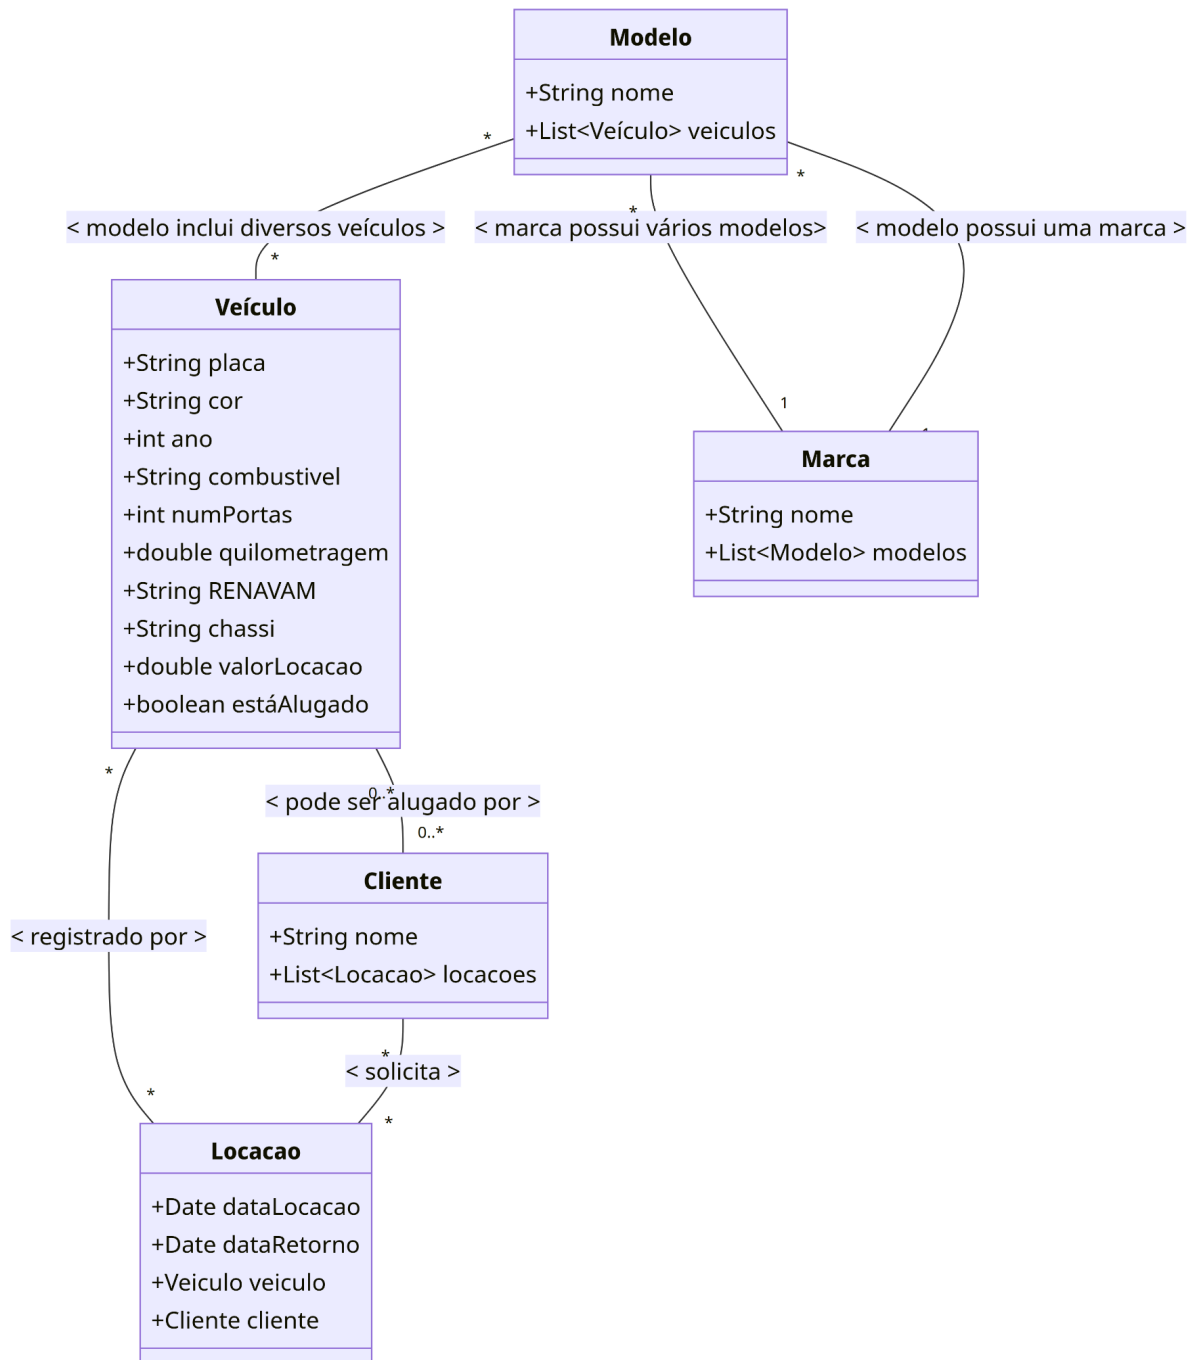 Modelo
+String nome
+List<Veículo> veiculos
*
*
*
< modelo inclui diversos veículos >
< marca possui vários modelos>
< modelo possui uma marca >
*
Veículo
+String placa
+String cor
+int ano
+String combustivel
+int numPortas
+double quilometragem
+String RENAVAM
+String chassi
+double valorLocacao
+boolean estáAlugado
1
Marca
+String nome
+List<Modelo> modelos
*
0..*
< pode ser alugado por >
0..*
Cliente
+String nome
+List<Locacao> locacoes
< registrado por >
*
< solicita >
*
*
Locacao
+Date dataLocacao
+Date dataRetorno
+Veiculo veiculo
+Cliente cliente